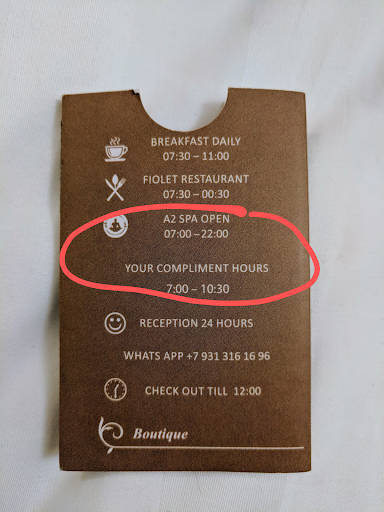 BREAKFAST DAILY
07:30 – 11:00
FIOLET RESTAURANT
07:30 – 00:30
A2 SPA OPEN
07:00 – 22:00
YOUR COMPLIMENT HOURS
7:00 – 10:30
RECEPTION 24 HOURS
WHATS APP +7 931 316 16 96
CHECK OUT TILL 12:00
Boutique